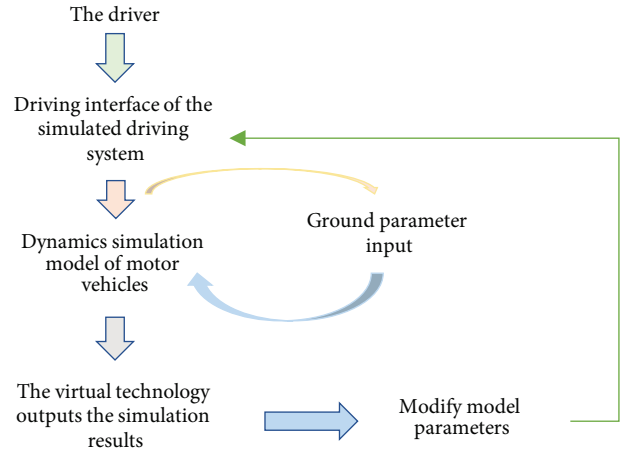 The driver
Driving interface of the
simulated driving
system
Ground parameter
input
Dynamics simulation
model of motor
vehicles
The virtual technology
outputs the simulation
results
Modify model
parameters